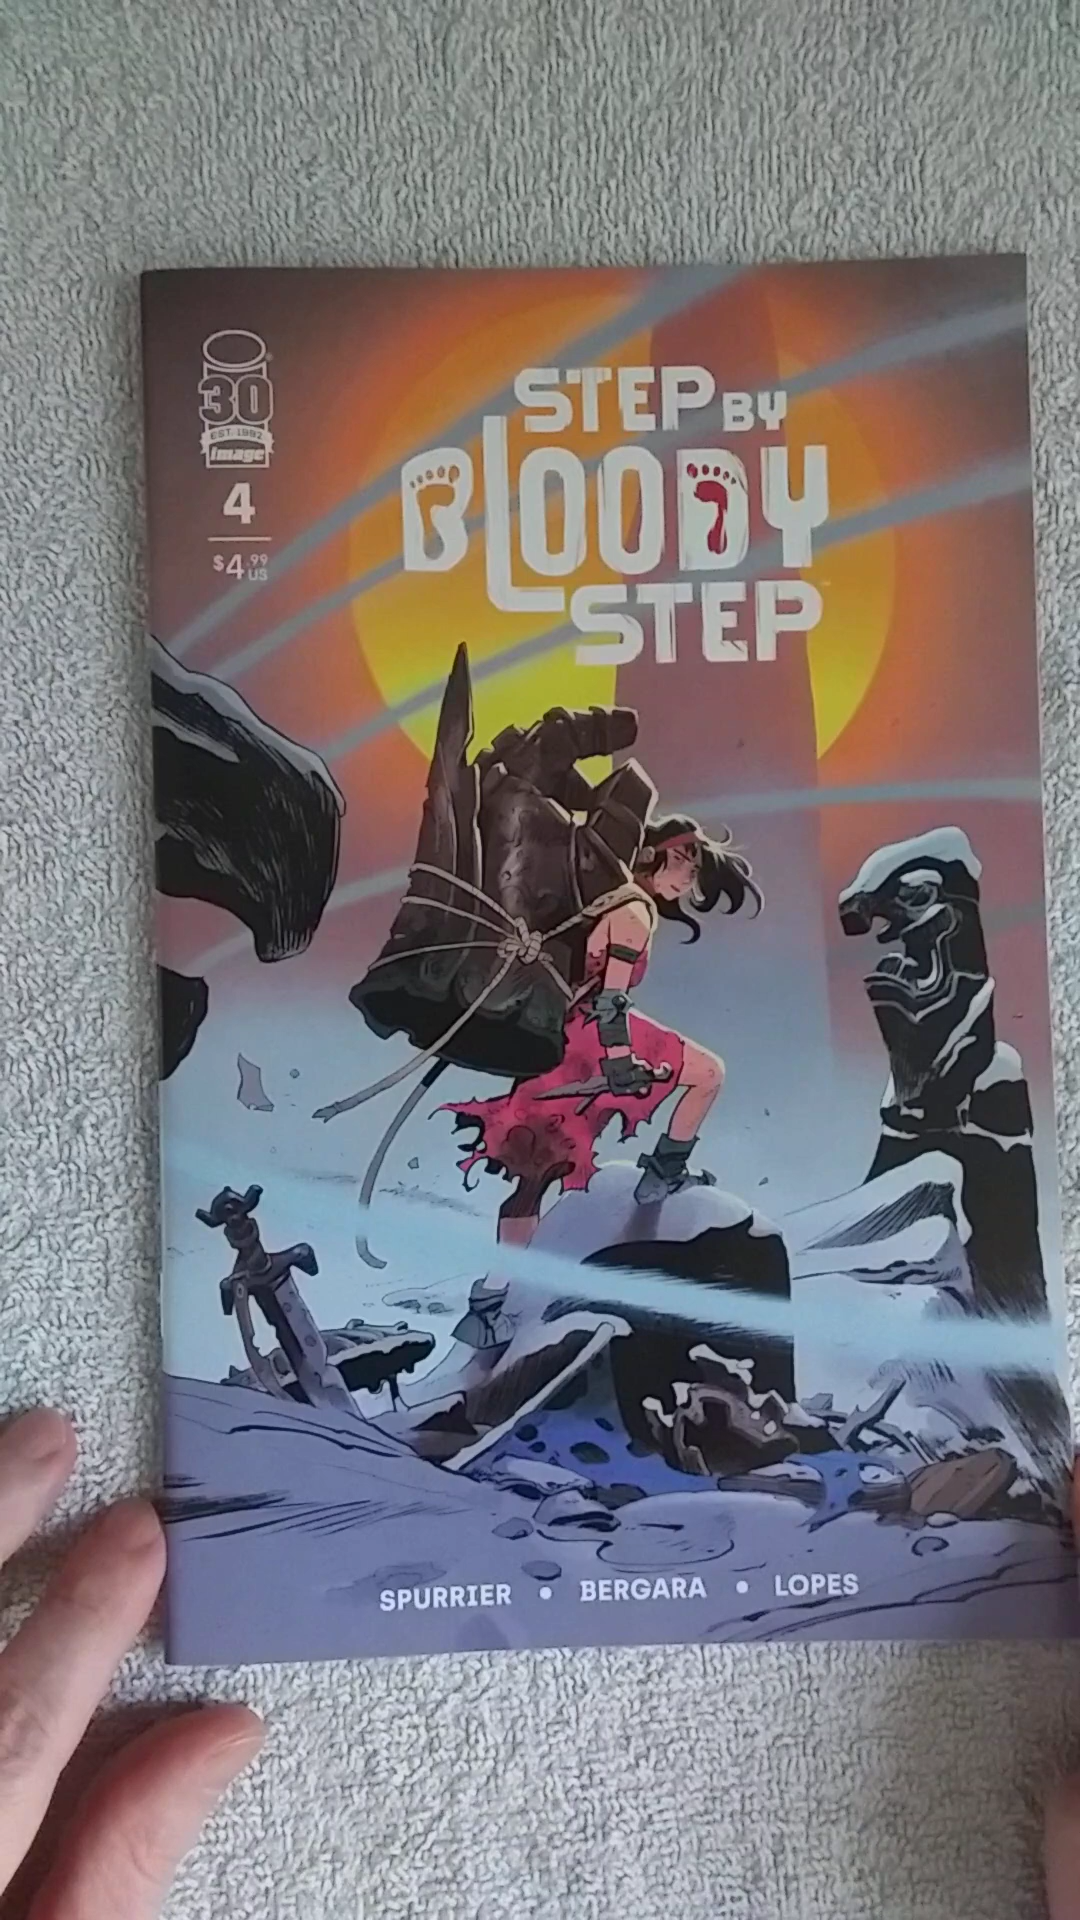 30
EST. 1992
image
4
$4.99
US
STEP BY
BLOODY
STEP
SPURRIER • BERGARA • LOPES